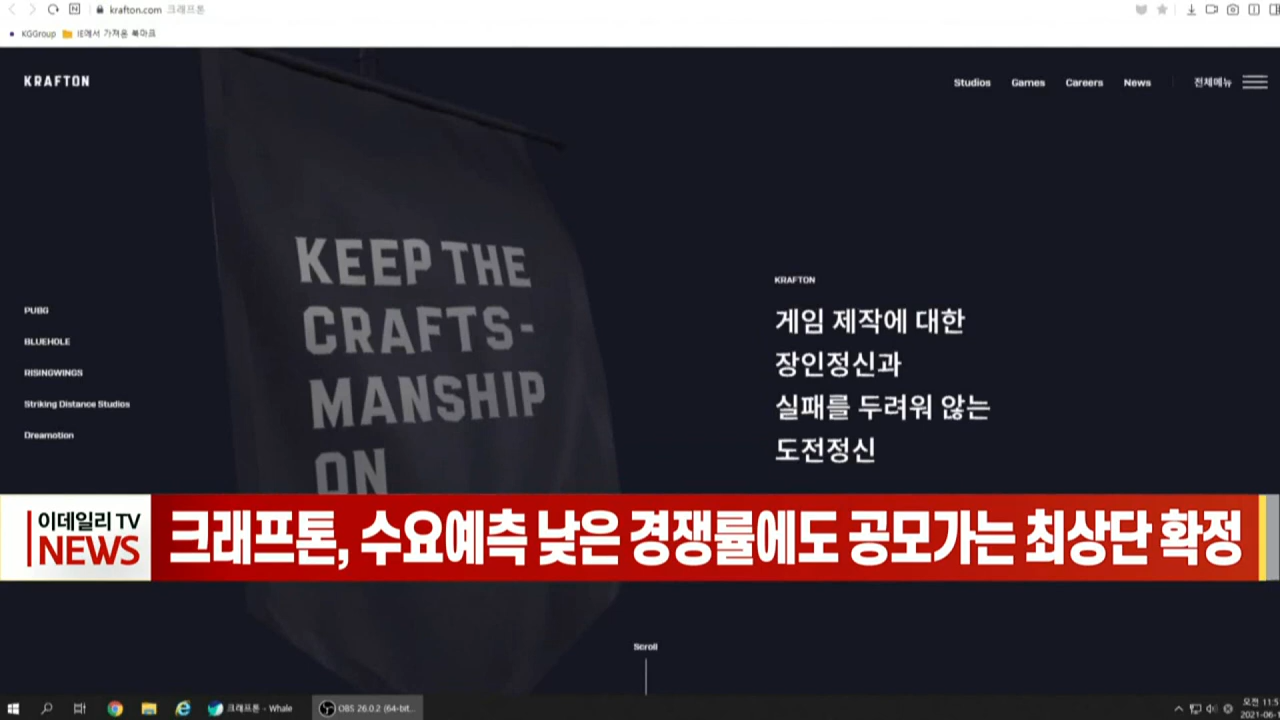 krafton.com 크래프톤
KGGroup IE에서 가져온 북마크
KRAFTON
Studios Games Careers News 전체메뉴
KEEP THE
CRAFTS-
MANSHIP
ON
PUBG
BLUEHOLE
RISINGWINGS
Striking Distance Studios
Dreamotion
KRAFTON
게임 제작에 대한
장인정신과
실패를 두려워 않는
도전정신
이데일리 TV
NEWS
크래프톤, 수요예측 낮은 경쟁률에도 공모가는 최상단 확정
Scroll
크래프톤 - Whale
OBS 26.0.2 (64-bit...
오전